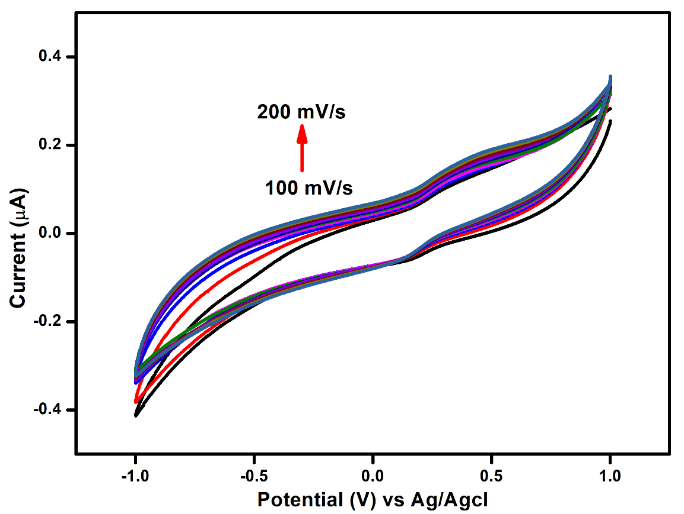 0.4
200 mV/s
0.2
100 mV/s
Current (µA)
0.0
-0.2
-0.4
-1.0 -0.5 0.0 0.5 1.0
Potential (V) vs Ag/Agcl